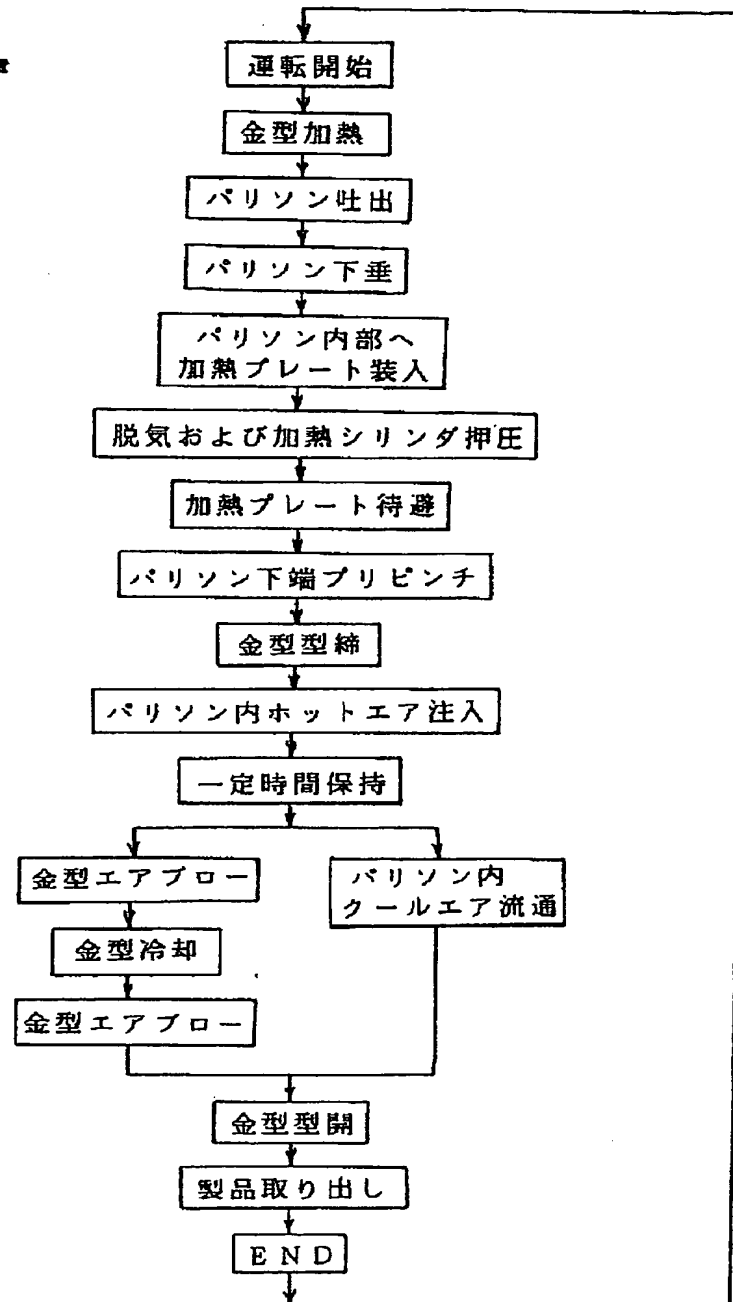 運転開始
金型加熱
パリソン吐出
パリソン下垂
パリソン内部へ
加熱プレート装入
脱気および加熱シリンダ押圧
加熱プレート待避
パリソン下端プリピンチ
金型型締
パリソン内ホットエア注入
一定時間保持
金型エアブロー
パリソン内
クールエア流通
金型冷却
金型エアブロー
金型型開
製品取り出し
END